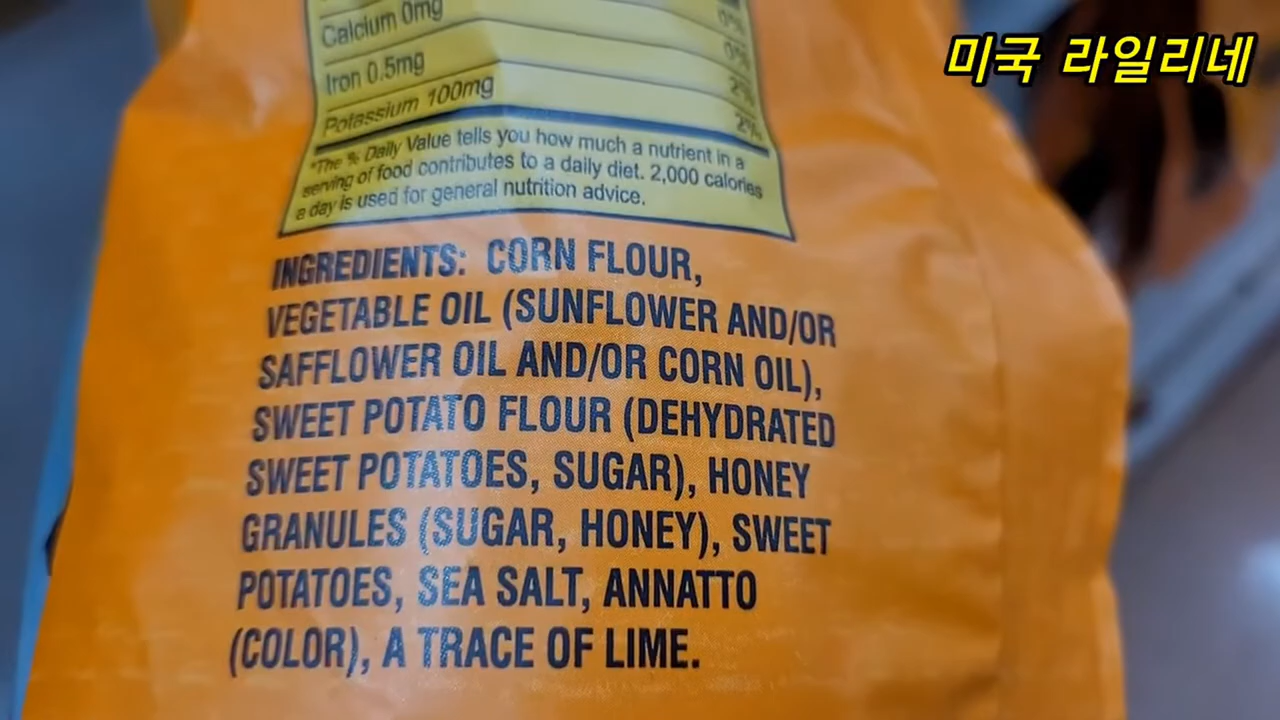 미국 라일리네
Calcium 0mg 0%
Iron 0.5mg 2%
Potassium 100mg 2%
*The % Daily Value tells you how much a nutrient in a
serving of food contributes to a daily diet. 2,000 calories
a day is used for general nutrition advice.
INGREDIENTS: CORN FLOUR,
VEGETABLE OIL (SUNFLOWER AND/OR
SAFFLOWER OIL AND/OR CORN OIL),
SWEET POTATO FLOUR (DEHYDRATED
SWEET POTATOES, SUGAR), HONEY
GRANULES (SUGAR, HONEY), SWEET
POTATOES, SEA SALT, ANNATTO
(COLOR), A TRACE OF LIME.